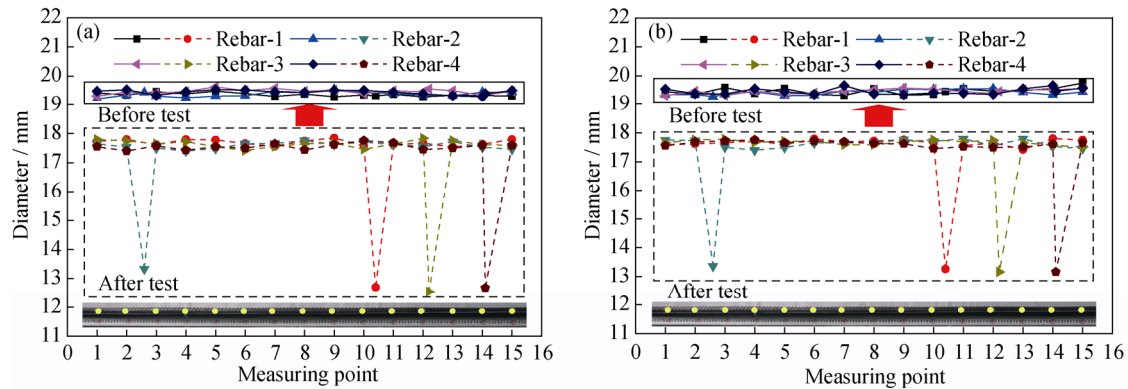 (a)
Rebar-1 Rebar-2
Rebar-3 Rebar-4
Before test
After test
22
21
20
19
18
17
16
15
14
13
12
11
Diameter / mm
0 1 2 3 4 5 6 7 8 9 10 11 12 13 14 15 16
Measuring point
(b)
Rebar-1 Rebar-2
Rebar-3 Rebar-4
Before test
After test
22
21
20
19
18
17
16
15
14
13
12
11
Diameter / mm
0 1 2 3 4 5 6 7 8 9 10 11 12 13 14 15 16
Measuring point